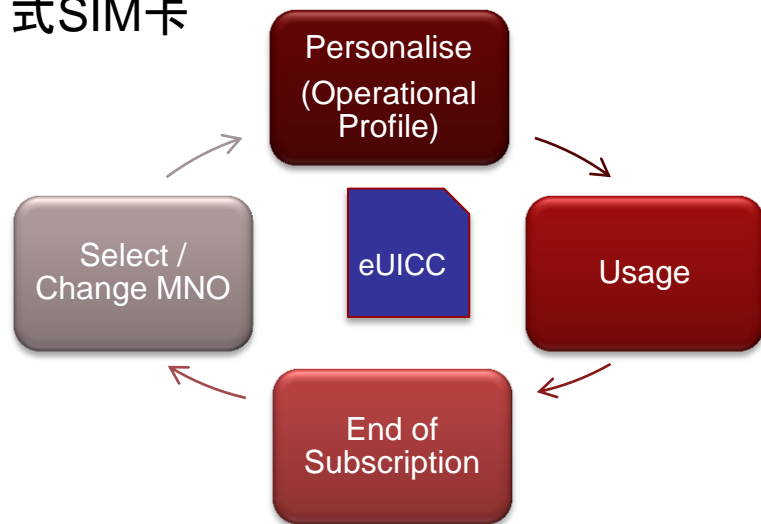 式SIM卡
Personalise
(Operational
Profile)
Select /
Change MNO
eUICC
Usage
End of
Subscription